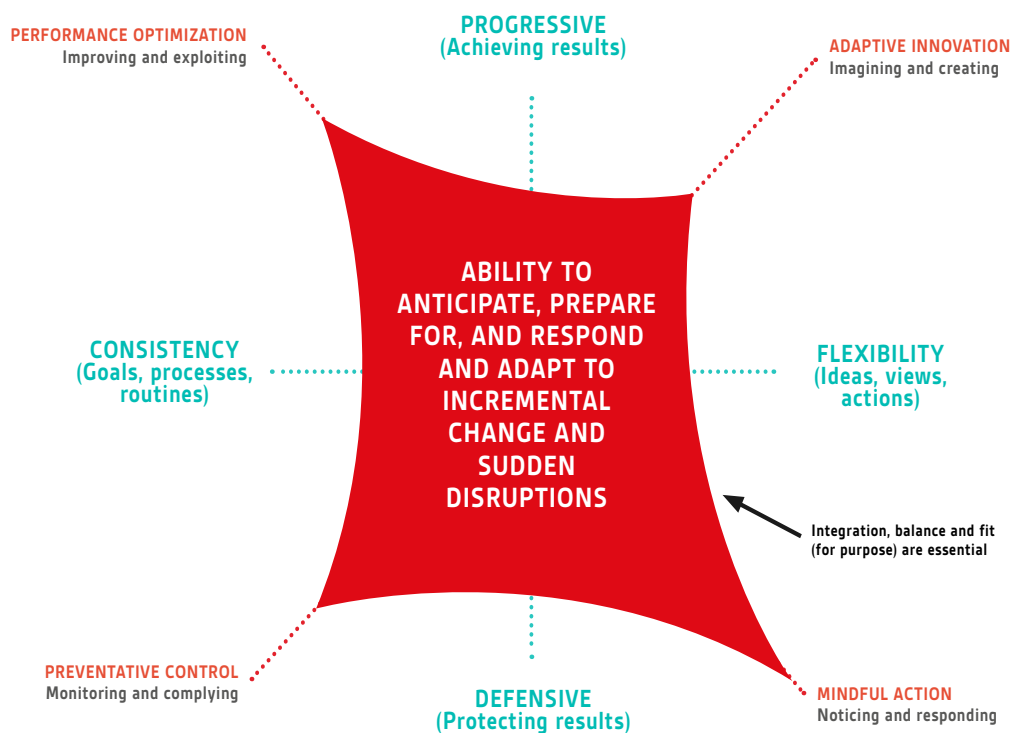 PROGRESSIVE
(Achieving results)
PERFORMANCE OPTIMIZATION
Improving and exploiting
ADAPTIVE INNOVATION
Imagining and creating
ABILITY TO
ANTICIPATE, PREPARE
FOR, AND RESPOND
AND ADAPT TO
INCREMENTAL
CHANGE AND
SUDDEN
DISRUPTIONS
CONSISTENCY
(Goals, processes,
routines)
FLEXIBILITY
(Ideas, views,
actions)
Integration, balance and fit
(for purpose) are essential
PREVENTATIVE CONTROL
Monitoring and complying
DEFENSIVE
(Protecting results)
MINDFUL ACTION
Noticing and responding